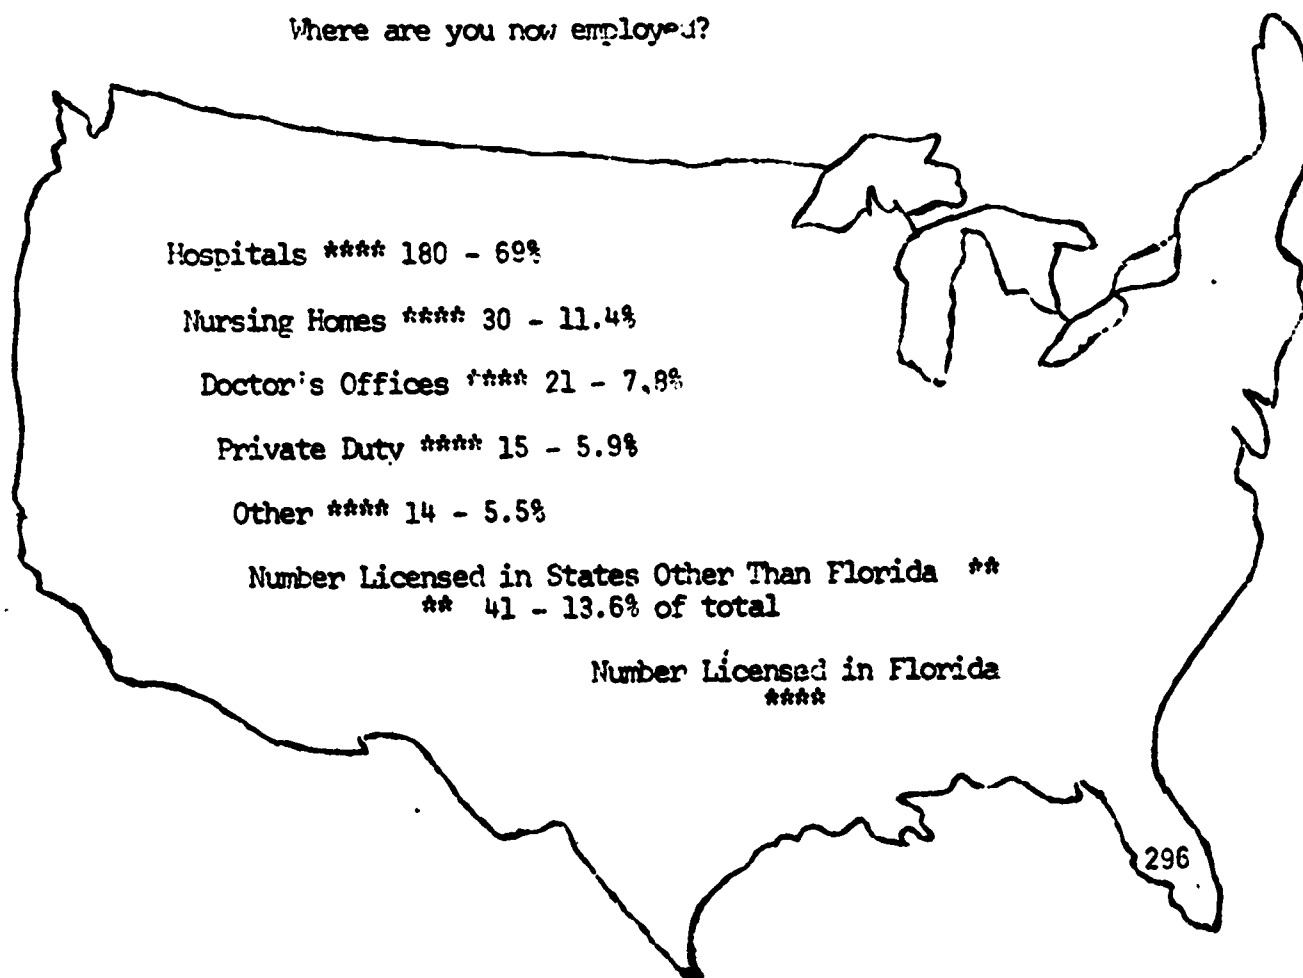 Where are you now employed?
Hospitals **** 180 - 69%
Nursing Homes **** 30 - 11.4%
Doctor's Offices **** 21 - 7.8%
Private Duty **** 15 - 5.9%
Other **** 14 - 5.5%
Number Licensed in States Other Than Florida **
** 41 - 13.6% of total
Number Licensed in Florida
****
296